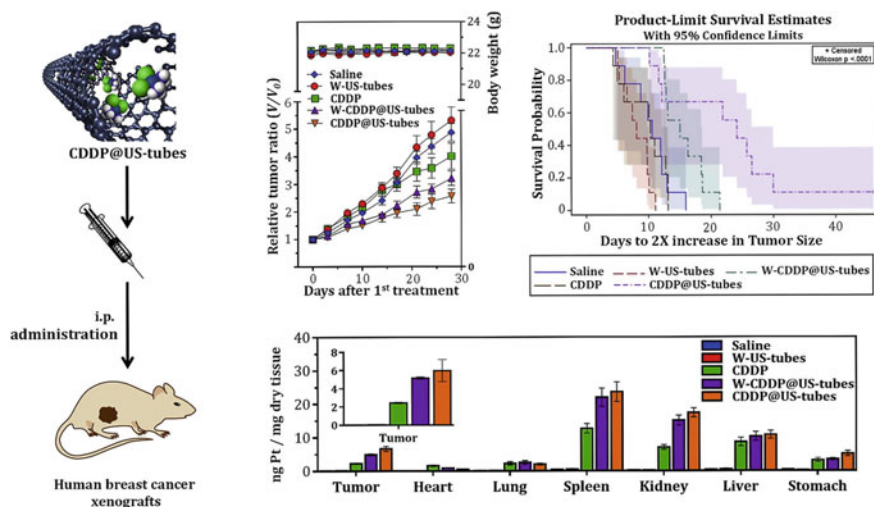 CDDP@US-tubes
i.p.
administration
Human breast cancer
xenografts
Relative tumor ratio (V/V₀)
6
5
4
3
2
1
24
22
20
18
0
Body weight (g)
Saline
W-US-tubes
CDDP
W-CDDP@US-tubes
CDDP@US-tubes
0 10 20 30
Days after 1st treatment
Product-Limit Survival Estimates
With 95% Confidence Limits
+ Censored
Wilcoxon p <.0001
Survival Probability
1.0
0.8
0.6
0.4
0.2
0.0
0 10 20 30 40
Days to 2X increase in Tumor Size
Saline W-US-tubes W-CDDP@US-tubes
CDDP CDDP@US-tubes
ng Pt / mg dry tissue
40
30
20
10
0
8
6
4
2
0
Tumor
Saline
W-US-tubes
CDDP
W-CDDP@US-tubes
CDDP@US-tubes
Tumor Heart Lung Spleen Kidney Liver Stomach